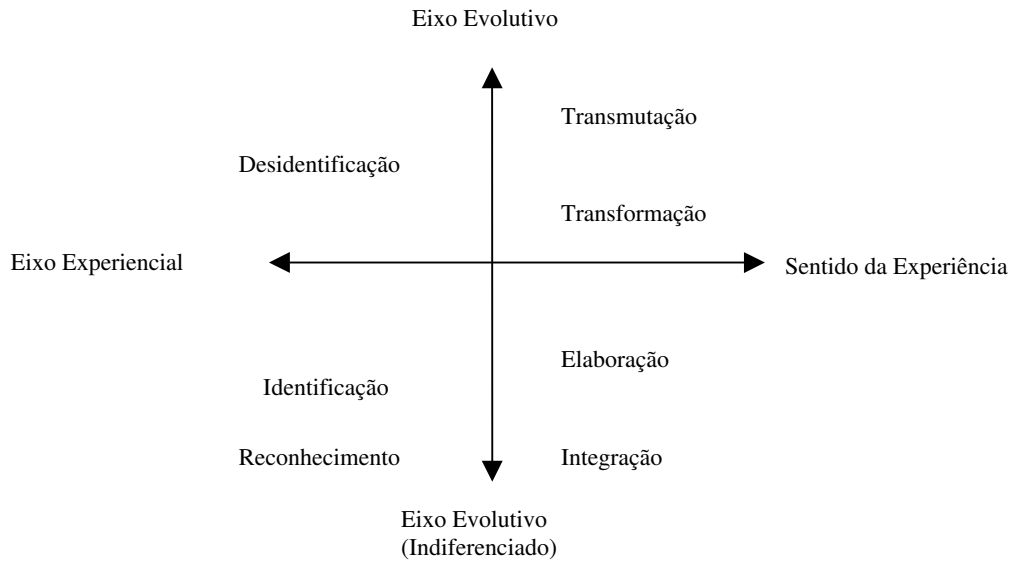 Eixo Evolutivo
Transmutação
Desidentificação
Transformação
Eixo Experiencial
Sentido da Experiência
Elaboração
Identificação
Reconhecimento
Integração
Eixo Evolutivo
(Indiferenciado)